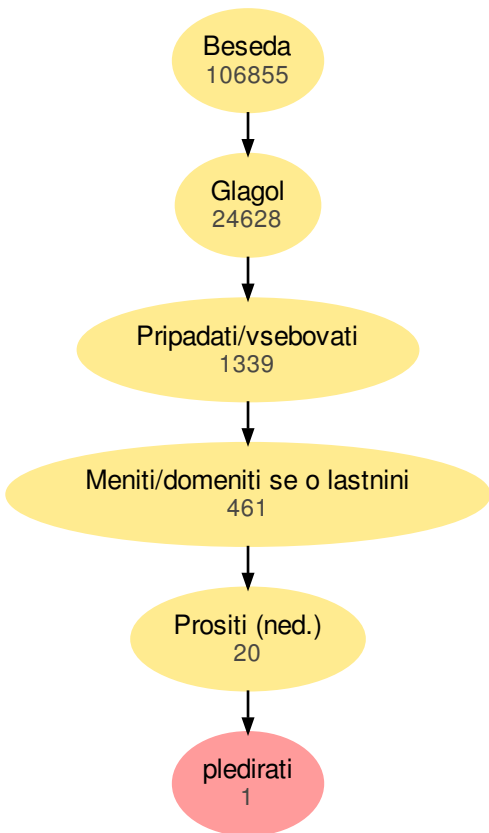 Beseda
106855
Glagol
24628
Pripadati/vsebovati
1339
Meniti/domeniti se o lastnini
461
Prositi (ned.)
20
pledirati
1